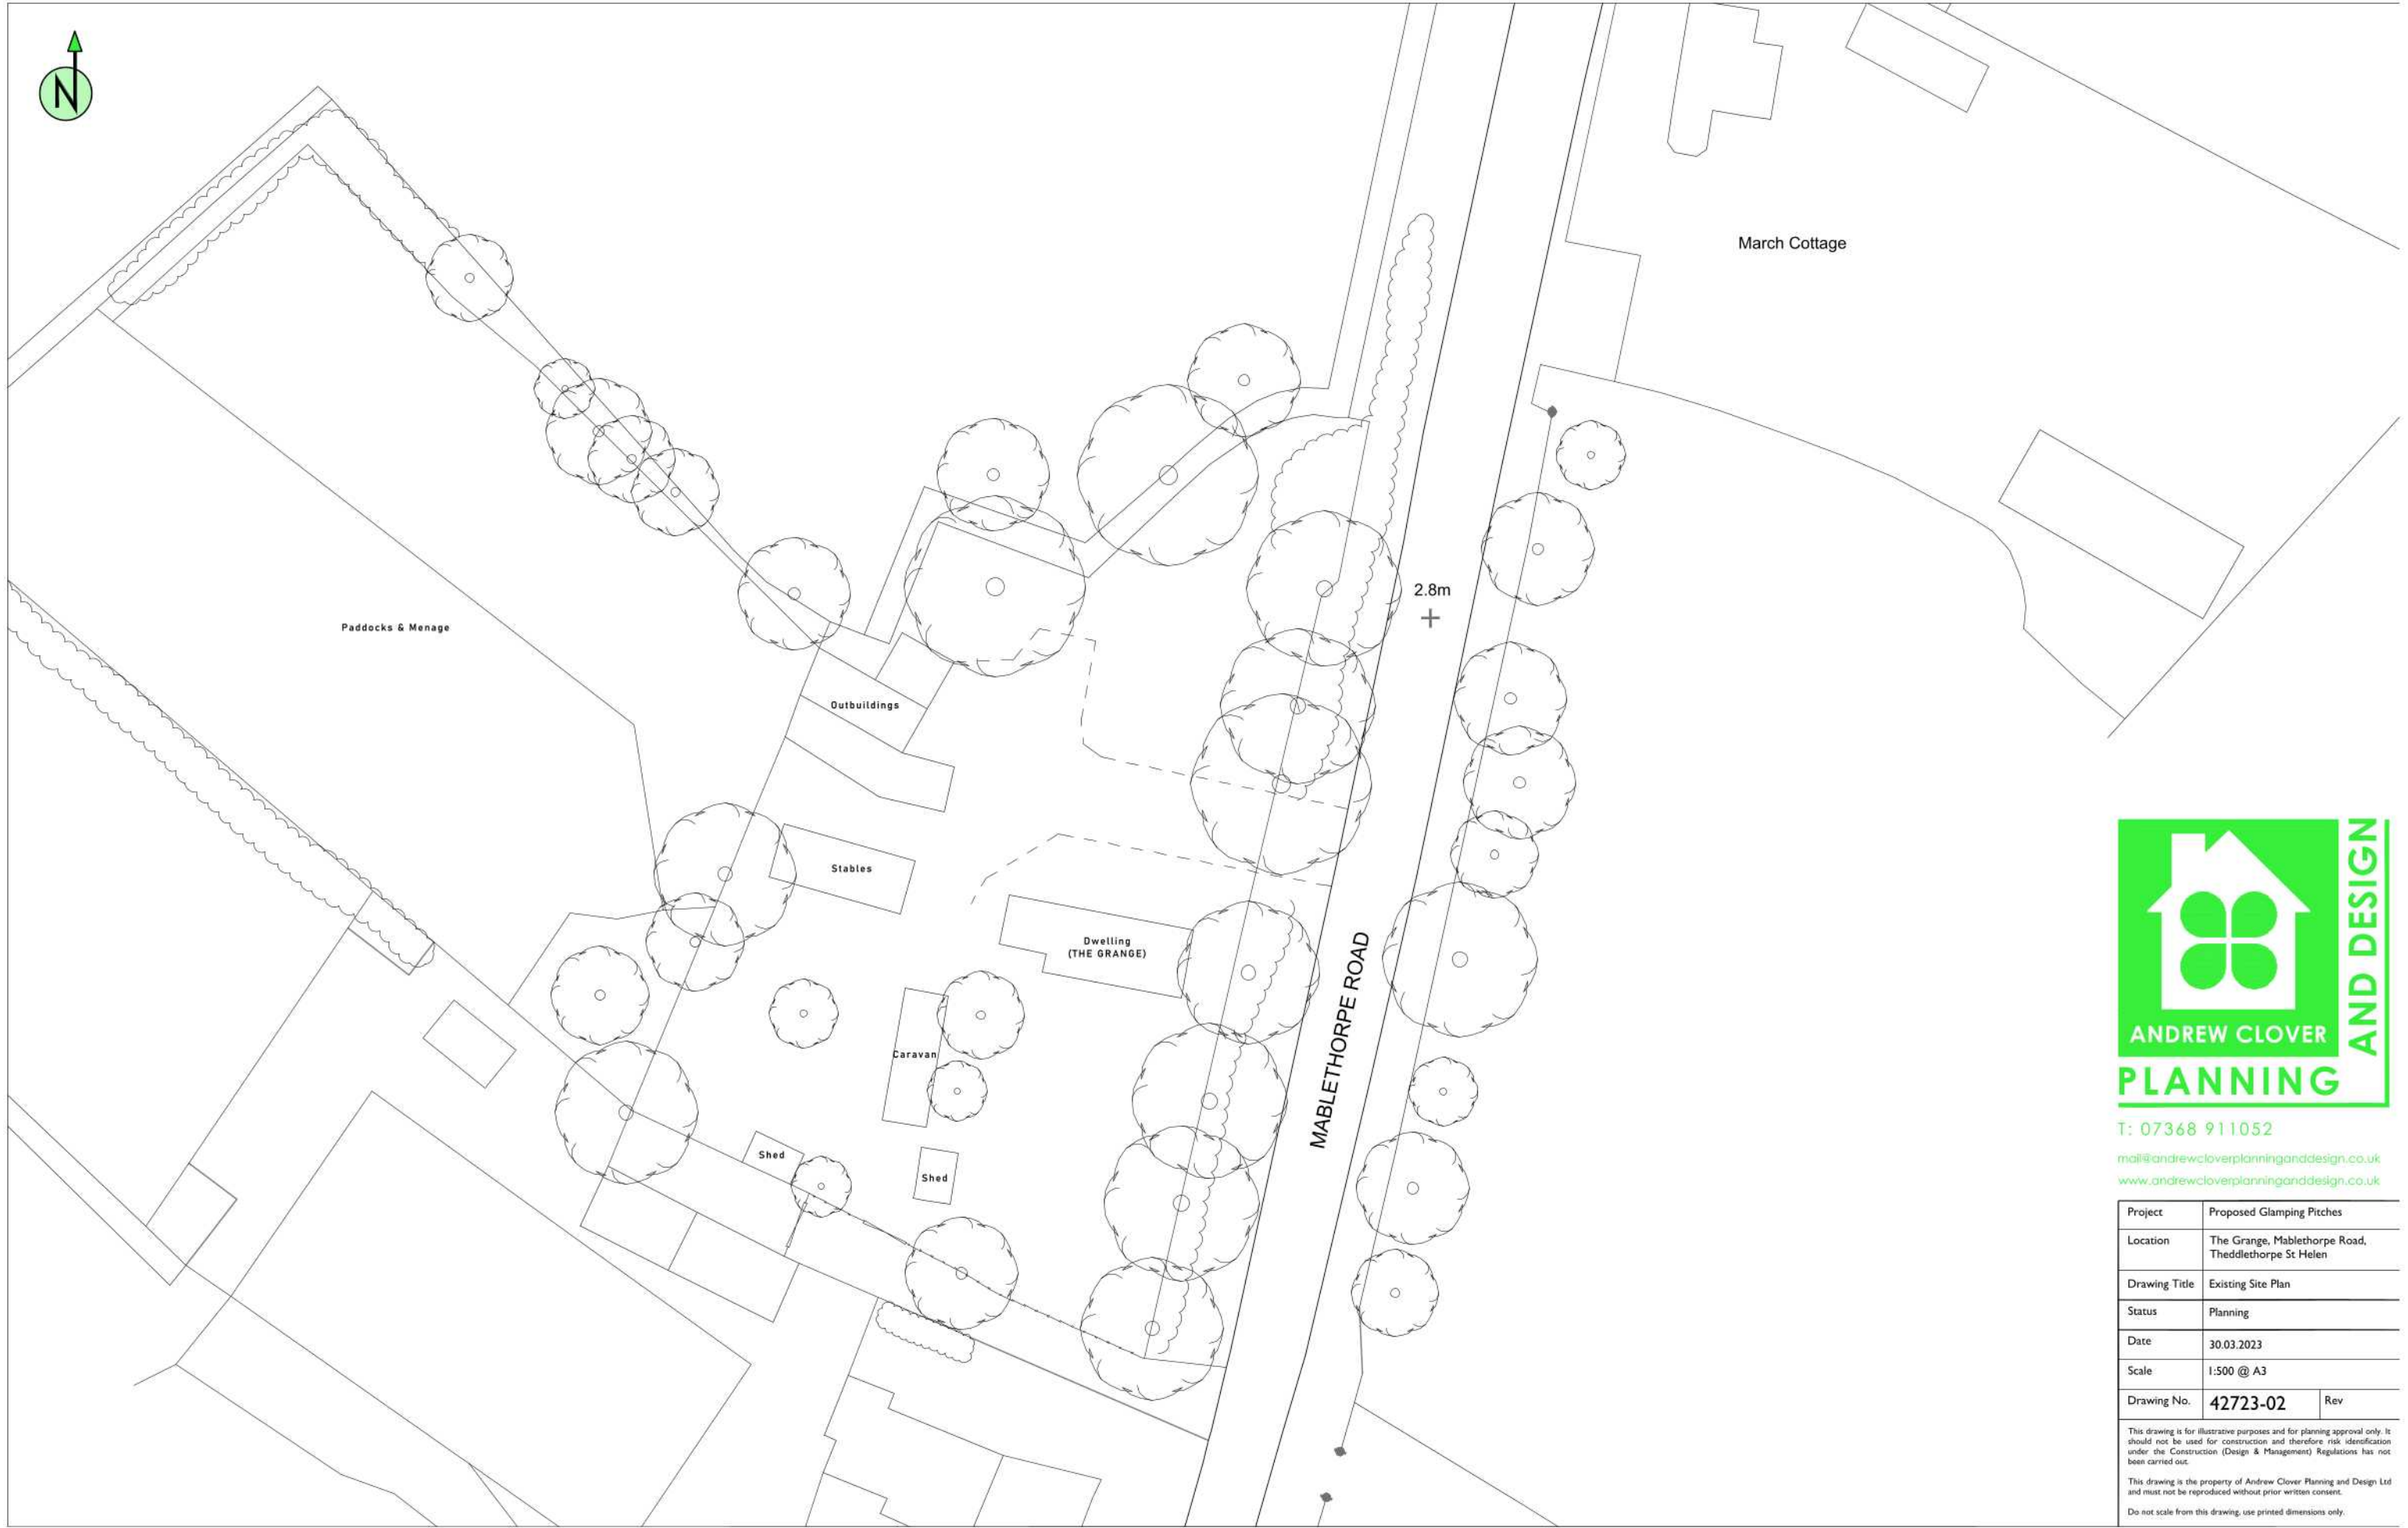 N
March Cottage
2.8m
Paddocks & Menage
Outbuildings
Stables
Dwelling
(THE GRANGE)
Caravan
Shed
Shed
MABLETHORPE ROAD
ANDREW CLOVER
PLANNING
AND DESIGN
T: 07368 911052
mail@andrewcloverplanninganddesign.co.uk
www.andrewcloverplanninganddesign.co.uk
Project Proposed Glamping Pitches
Location The Grange, Mablethorpe Road,
Theddlethorpe St Helen
Drawing Title Existing Site Plan
Status Planning
Date 30.03.2023
Scale 1:500 @ A3
Drawing No. 42723-02 Rev
This drawing is for illustrative purposes and for planning approval only. It
should not be used for construction and therefore risk identification
under the Construction (Design & Management) Regulations has not
been carried out.
This drawing is the property of Andrew Clover Planning and Design Ltd
and must not be reproduced without prior written consent.
Do not scale from this drawing, use printed dimensions only.